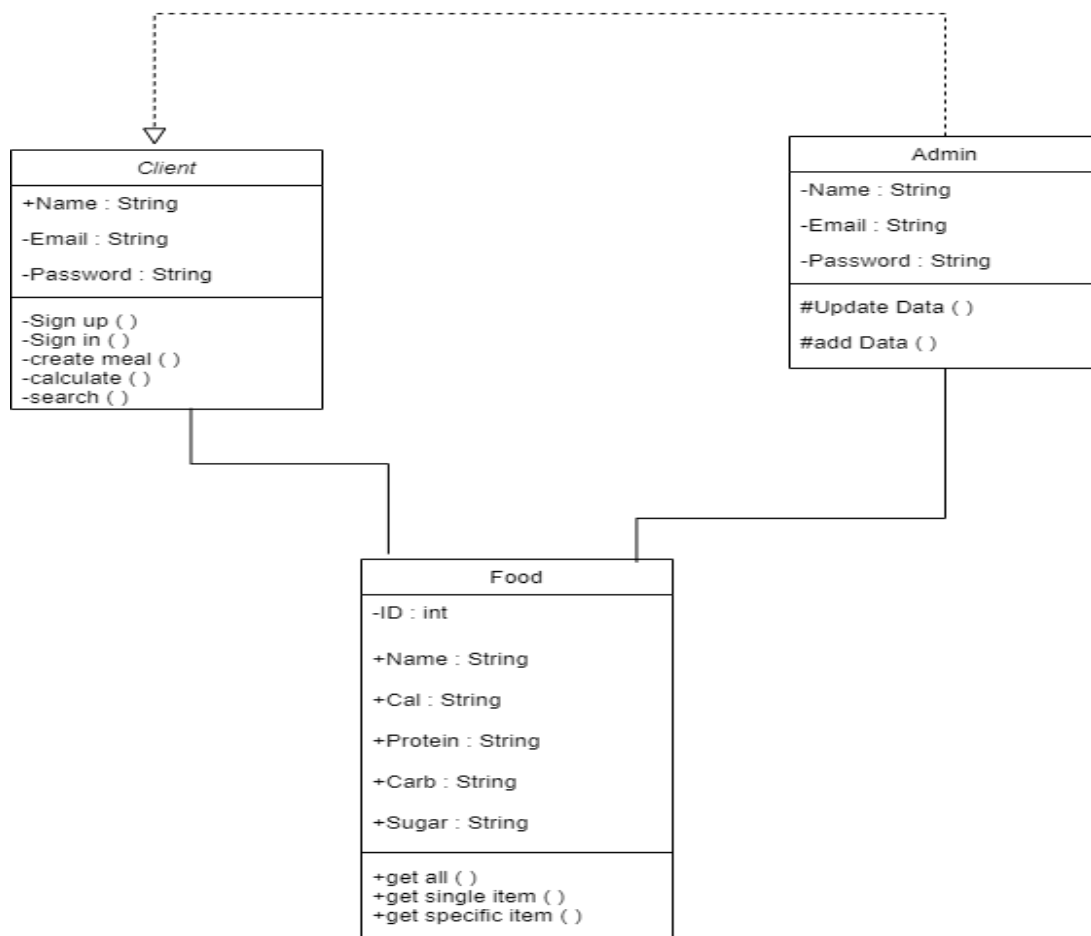 Client
+Name : String
-Email : String
-Password : String
-Sign up ( )
-Sign in ( )
-create meal ( )
-calculate ( )
-search ( )
Admin
-Name : String
-Email : String
-Password : String
#Update Data ( )
#add Data ( )
Food
-ID : int
+Name : String
+Cal : String
+Protein : String
+Carb : String
+Sugar : String
+get all ( )
+get single item ( )
+get specific item ( )